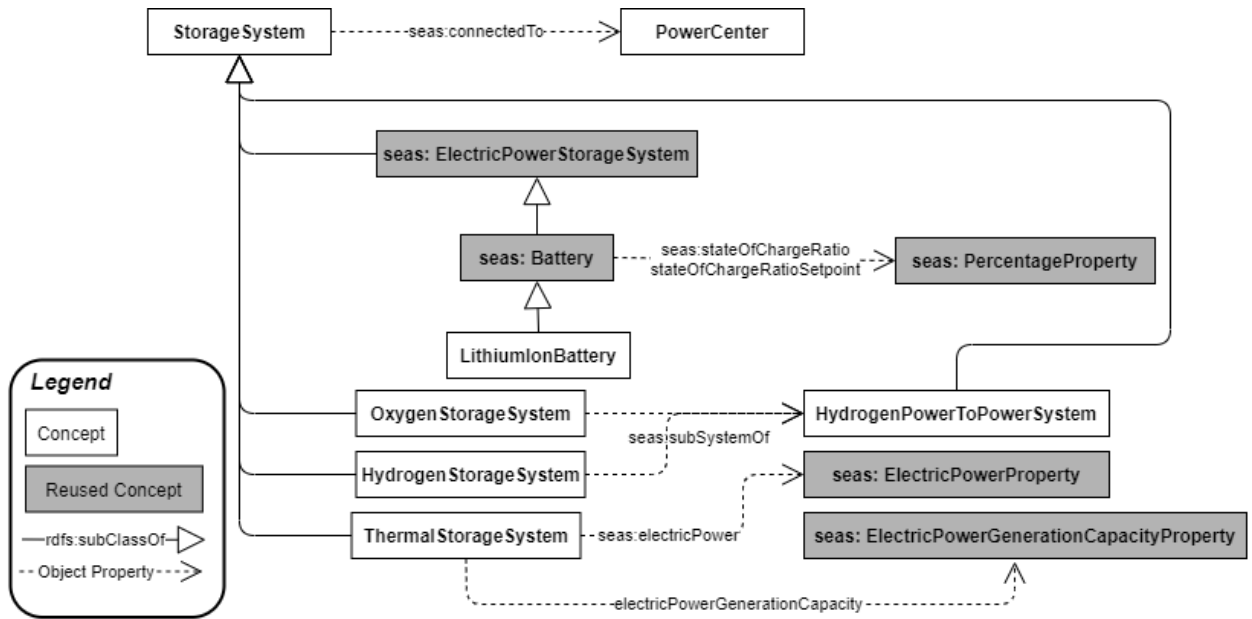 StorageSystem
seas:connectedTo
PowerCenter
seas: ElectricPowerStorageSystem
seas: Battery
seas:stateOfChargeRatio
stateOfChargeRatioSetpoint
seas: PercentageProperty
LithiumIonBattery
Legend
Concept
Reused Concept
rdfs:subClassOf
Object Property
OxygenStorageSystem
seas:subSystemOf
HydrogenPowerToPowerSystem
HydrogenStorageSystem
seas: ElectricPowerProperty
ThermalStorageSystem
seas:electricPower
seas: ElectricPowerGenerationCapacityProperty
electricPowerGenerationCapacity